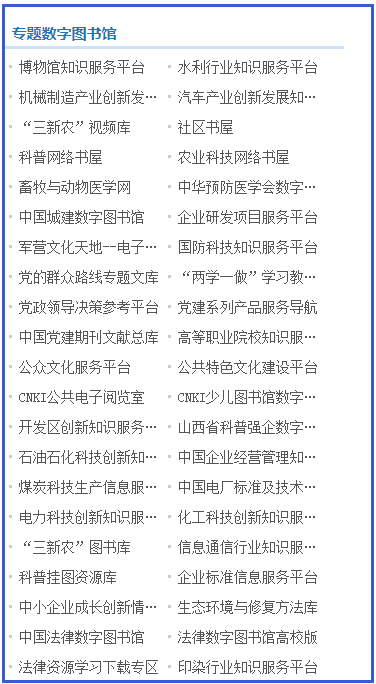 专题数字图书馆
博物馆知识服务平台 水利行业知识服务平台
机械制造产业创新发… 汽车产业创新发展知…
“三新农”视频库 社区书屋
科普网络书屋 农业科技网络书屋
畜牧与动物医学网 中华预防医学会数字…
中国城建数字图书馆 企业研发项目服务平台
军营文化天地--电子… 国防科技知识服务平台
党的群众路线专题文库 “两学一做”学习教…
党政领导决策参考平台 党建系列产品服务导航
中国党建期刊文献总库 高等职业院校知识服…
公众文化服务平台 公共特色文化建设平台
CNKI公共电子阅览室 CNKI少儿图书馆数字…
开发区创新知识服务… 山西省科普强企数字…
石油石化科技创新知… 中国企业经营管理知…
煤炭科技生产信息服… 中国电厂标准及技术…
电力科技创新知识服… 化工科技创新知识服…
“三新农”图书库 信息通信行业知识服…
科普挂图资源库 企业标准信息服务平台
中小企业成长创新情… 生态环境与修复方法库
中国法律数字图书馆 法律数字图书馆高校版
法律资源学习下载专区 印染行业知识服务平台